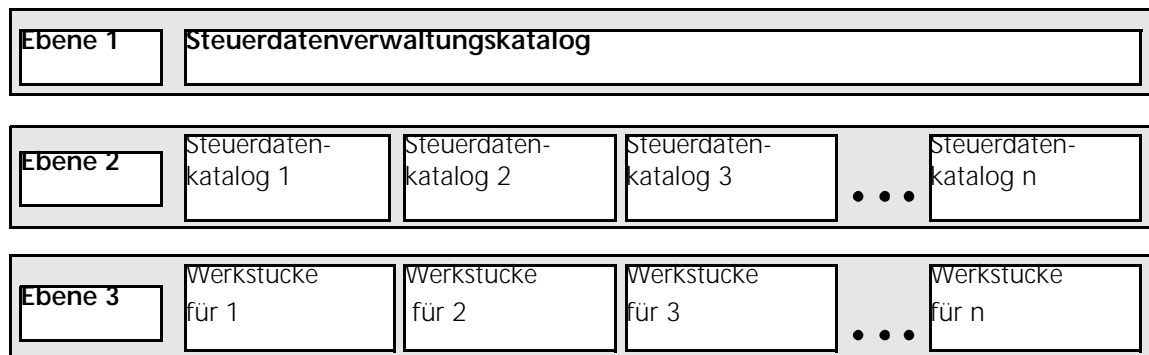 Ebene 1 Steuerdatenverwaltungskatalog
Ebene 2
Steuerdaten-
katalog 1
Steuerdaten-
katalog 2
Steuerdaten-
katalog 3
• • •
Steuerdaten-
katalog n
Ebene 3
Werkstücke
für 1
Werkstücke
für 2
Werkstücke
für 3
• • •
Werkstücke
für n